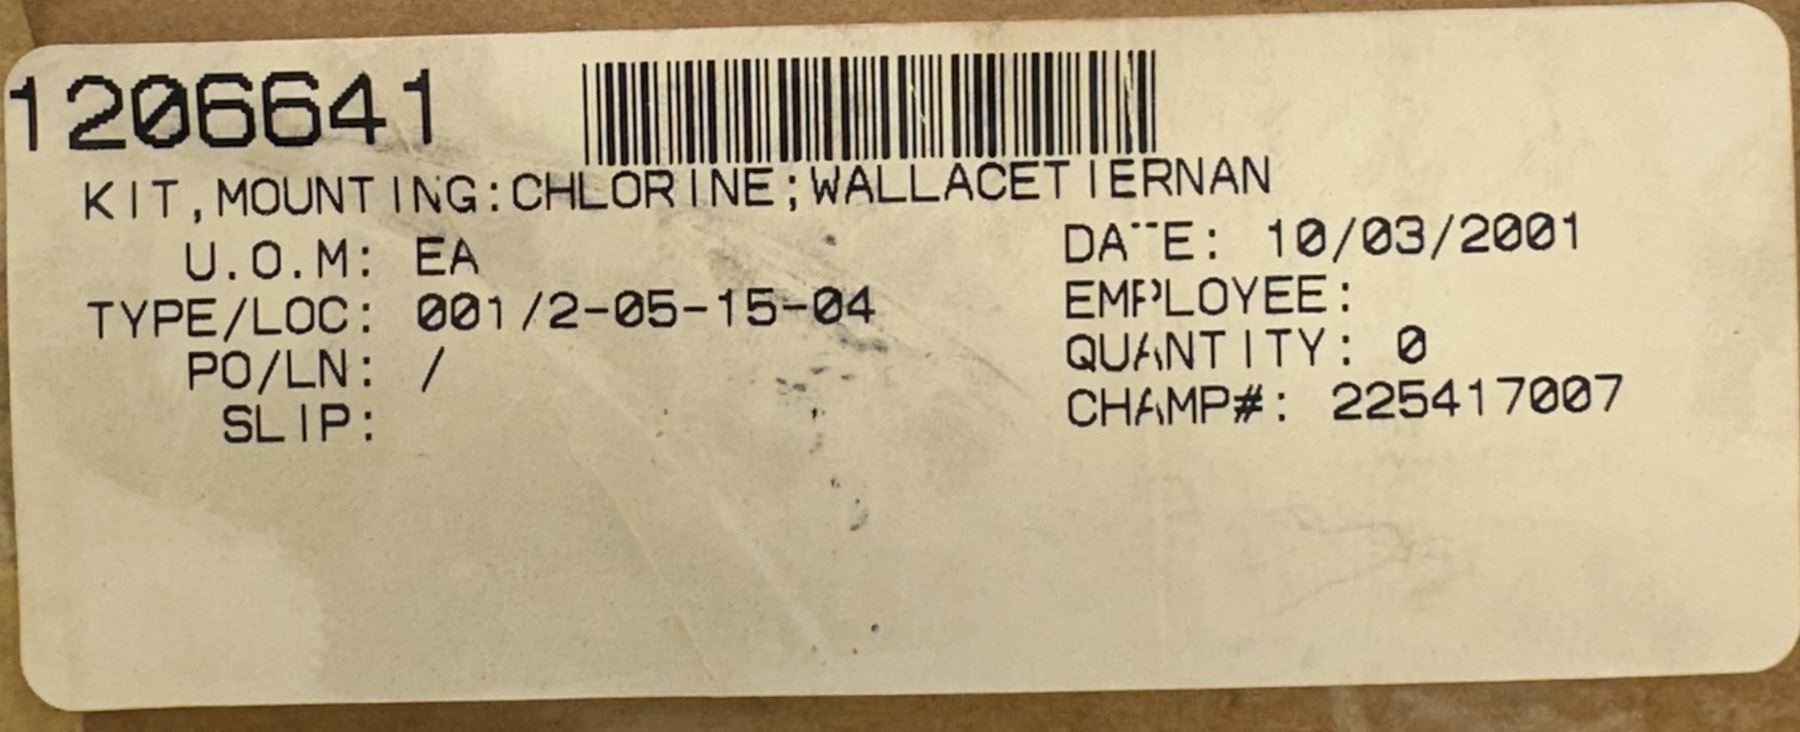 1206641
KIT,MOUNTING:CHLORINE;WALLACETIERNAN
U.O.M: EA
DATE: 10/03/2001
TYPE/LOC: 001/2-05-15-04
EMPLOYEE:
PO/LN: /
QUANTITY: 0
SLIP:
CHAMP#: 225417007